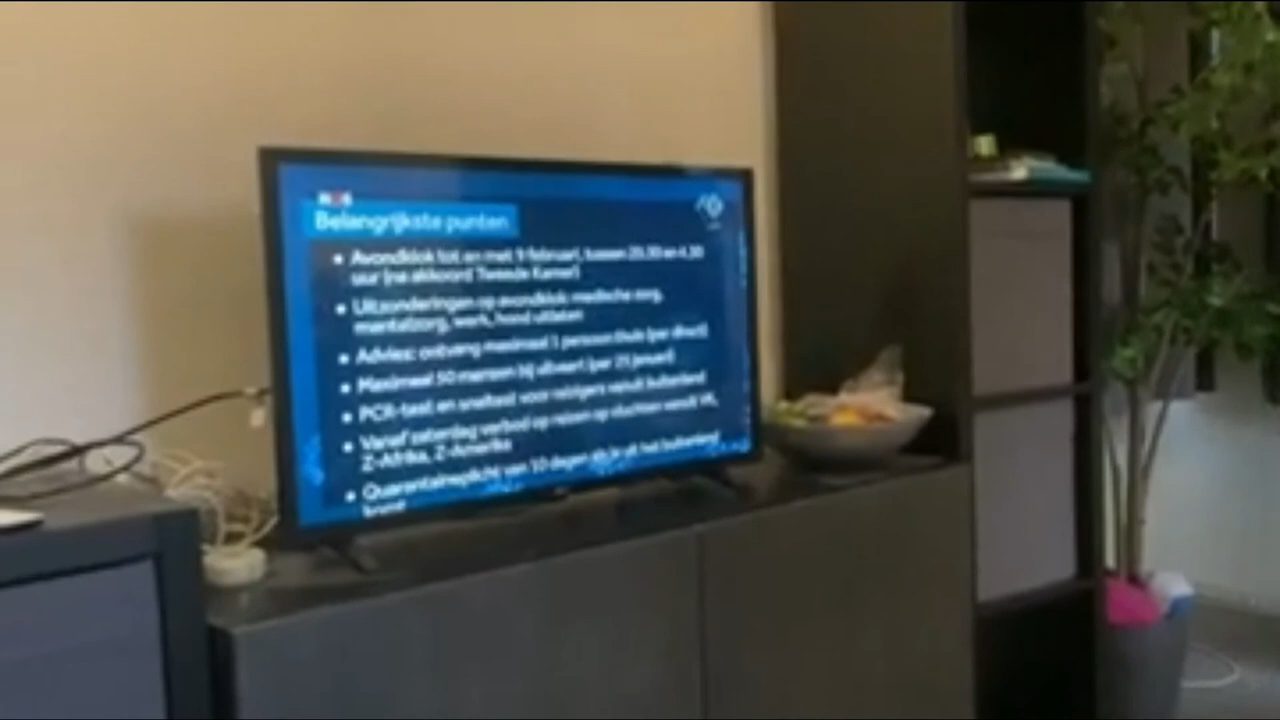 NOS
Belangrijkste punten
Avondklok tot en met 9 februari, tussen 20.30 en 4.30
uur (na akkoord Tweede Kamer)
Uitzonderingen op avondklok: medische zorg,
mantelzorg, werk, hond uitlaten
Advies: ontvang maximaal 1 persoon thuis (per direct)
Maximaal 50 mensen bij uitvaart (per 25 januari)
PCR-test en sneltest voor reizigers vanuit buitenland
Vanaf zaterdag verbod op reizen op vluchten vanuit VK,
Z-Afrika, Z-Amerika
Quarantaineplicht van 10 dagen als je uit het buitenland